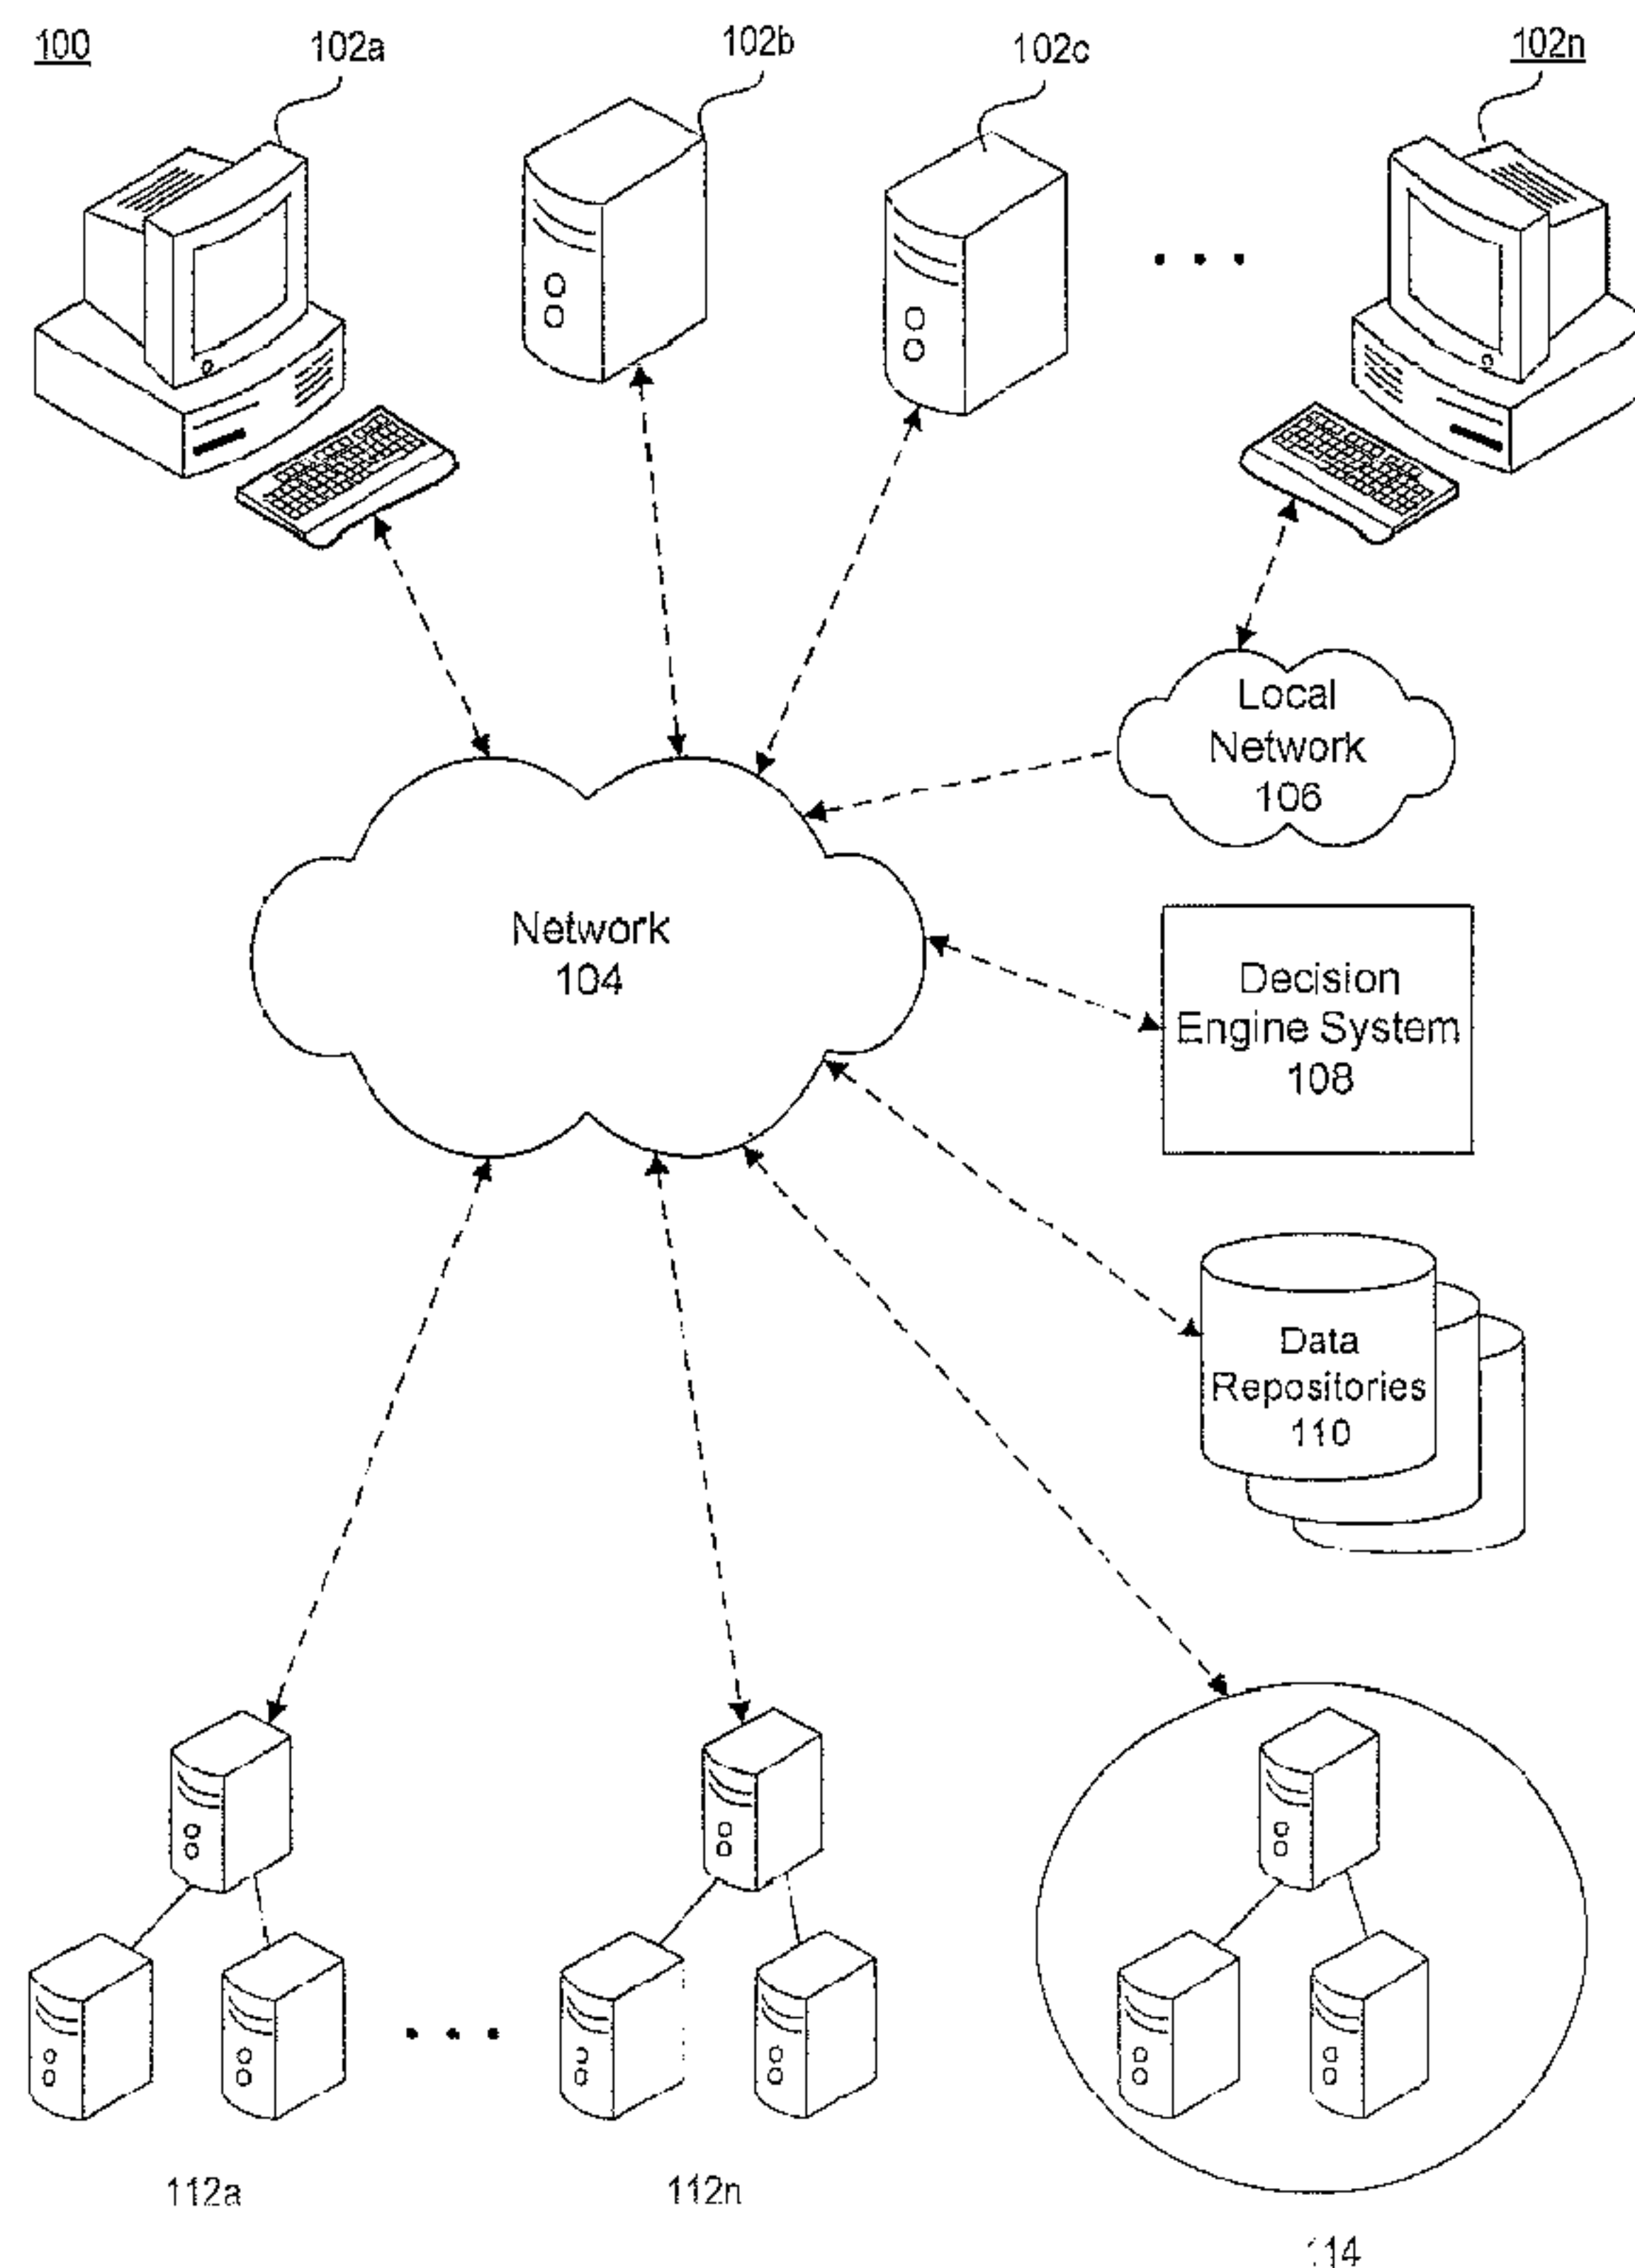 100
102a
102b
102c
102n
Local
Network
106
Network
104
Decision
Engine System
108
Data
Repositories
110
112a
112n
114